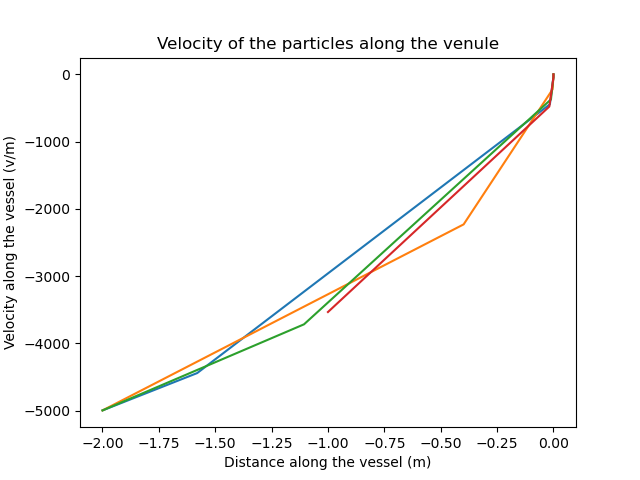 Velocity of the particles along the venule
0
−1000
−2000
−3000
−4000
−5000
Velocity along the vessel (v/m)
−2.00 −1.75 −1.50 −1.25 −1.00 −0.75 −0.50 −0.25 0.00
Distance along the vessel (m)